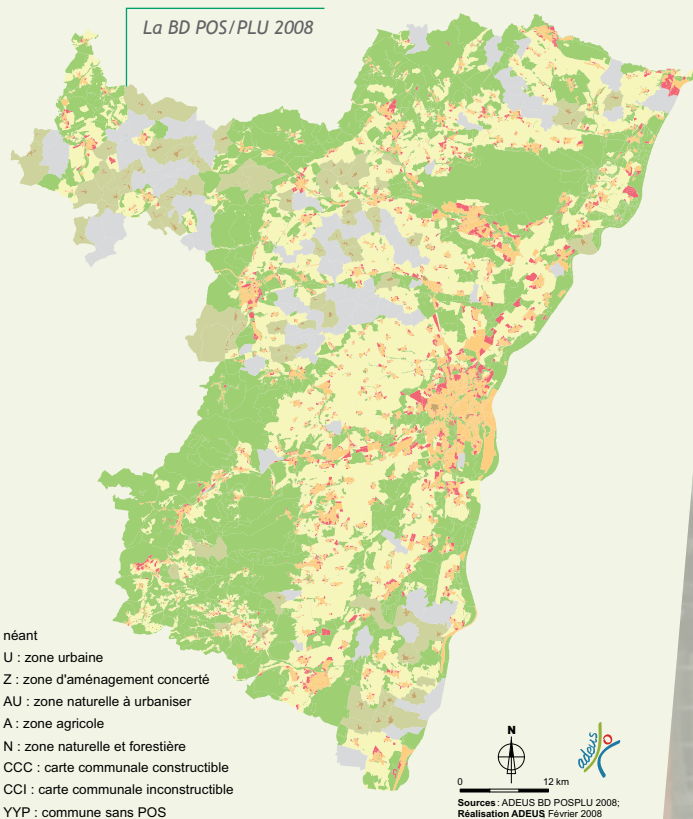 La BD POS/PLU 2008
néant
U : zone urbaine
Z : zone d'aménagement concerté
AU : zone naturelle à urbaniser
A : zone agricole
N : zone naturelle et forestière
CCC : carte communale constructible
CCI : carte communale inconstructible
YYP : commune sans POS
N
0 12 km
adeus
Sources : ADEUS BD POSPLU 2008;
Réalisation ADEUS, Février 2008